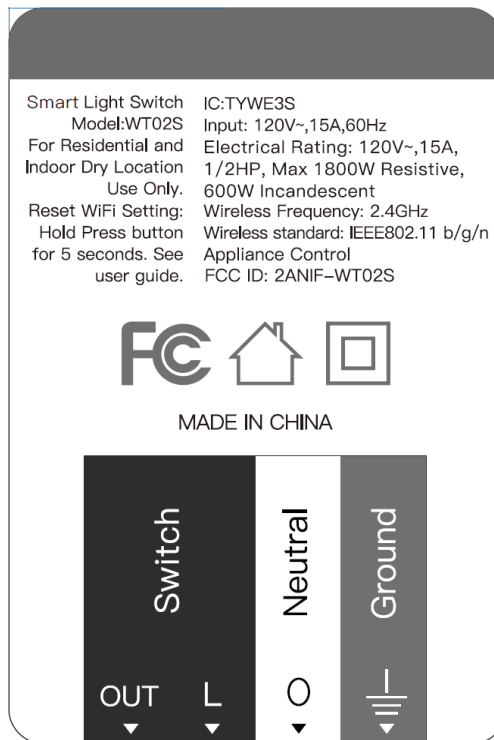 Smart Light Switch
Model:WT02S
For Residential and
Indoor Dry Location
Use Only.
Reset WiFi Setting:
Hold Press button
for 5 seconds. See
user guide.
IC:TYWE3S
Input: 120V~,15A,60Hz
Electrical Rating: 120V~,15A,
1/2HP, Max 1800W Resistive,
600W Incandescent
Wireless Frequency: 2.4GHz
Wireless standard: IEEE802.11 b/g/n
Appliance Control
FCC ID: 2ANIF-WT02S
FC
MADE IN CHINA
Switch
Neutral
Ground
OUT L O